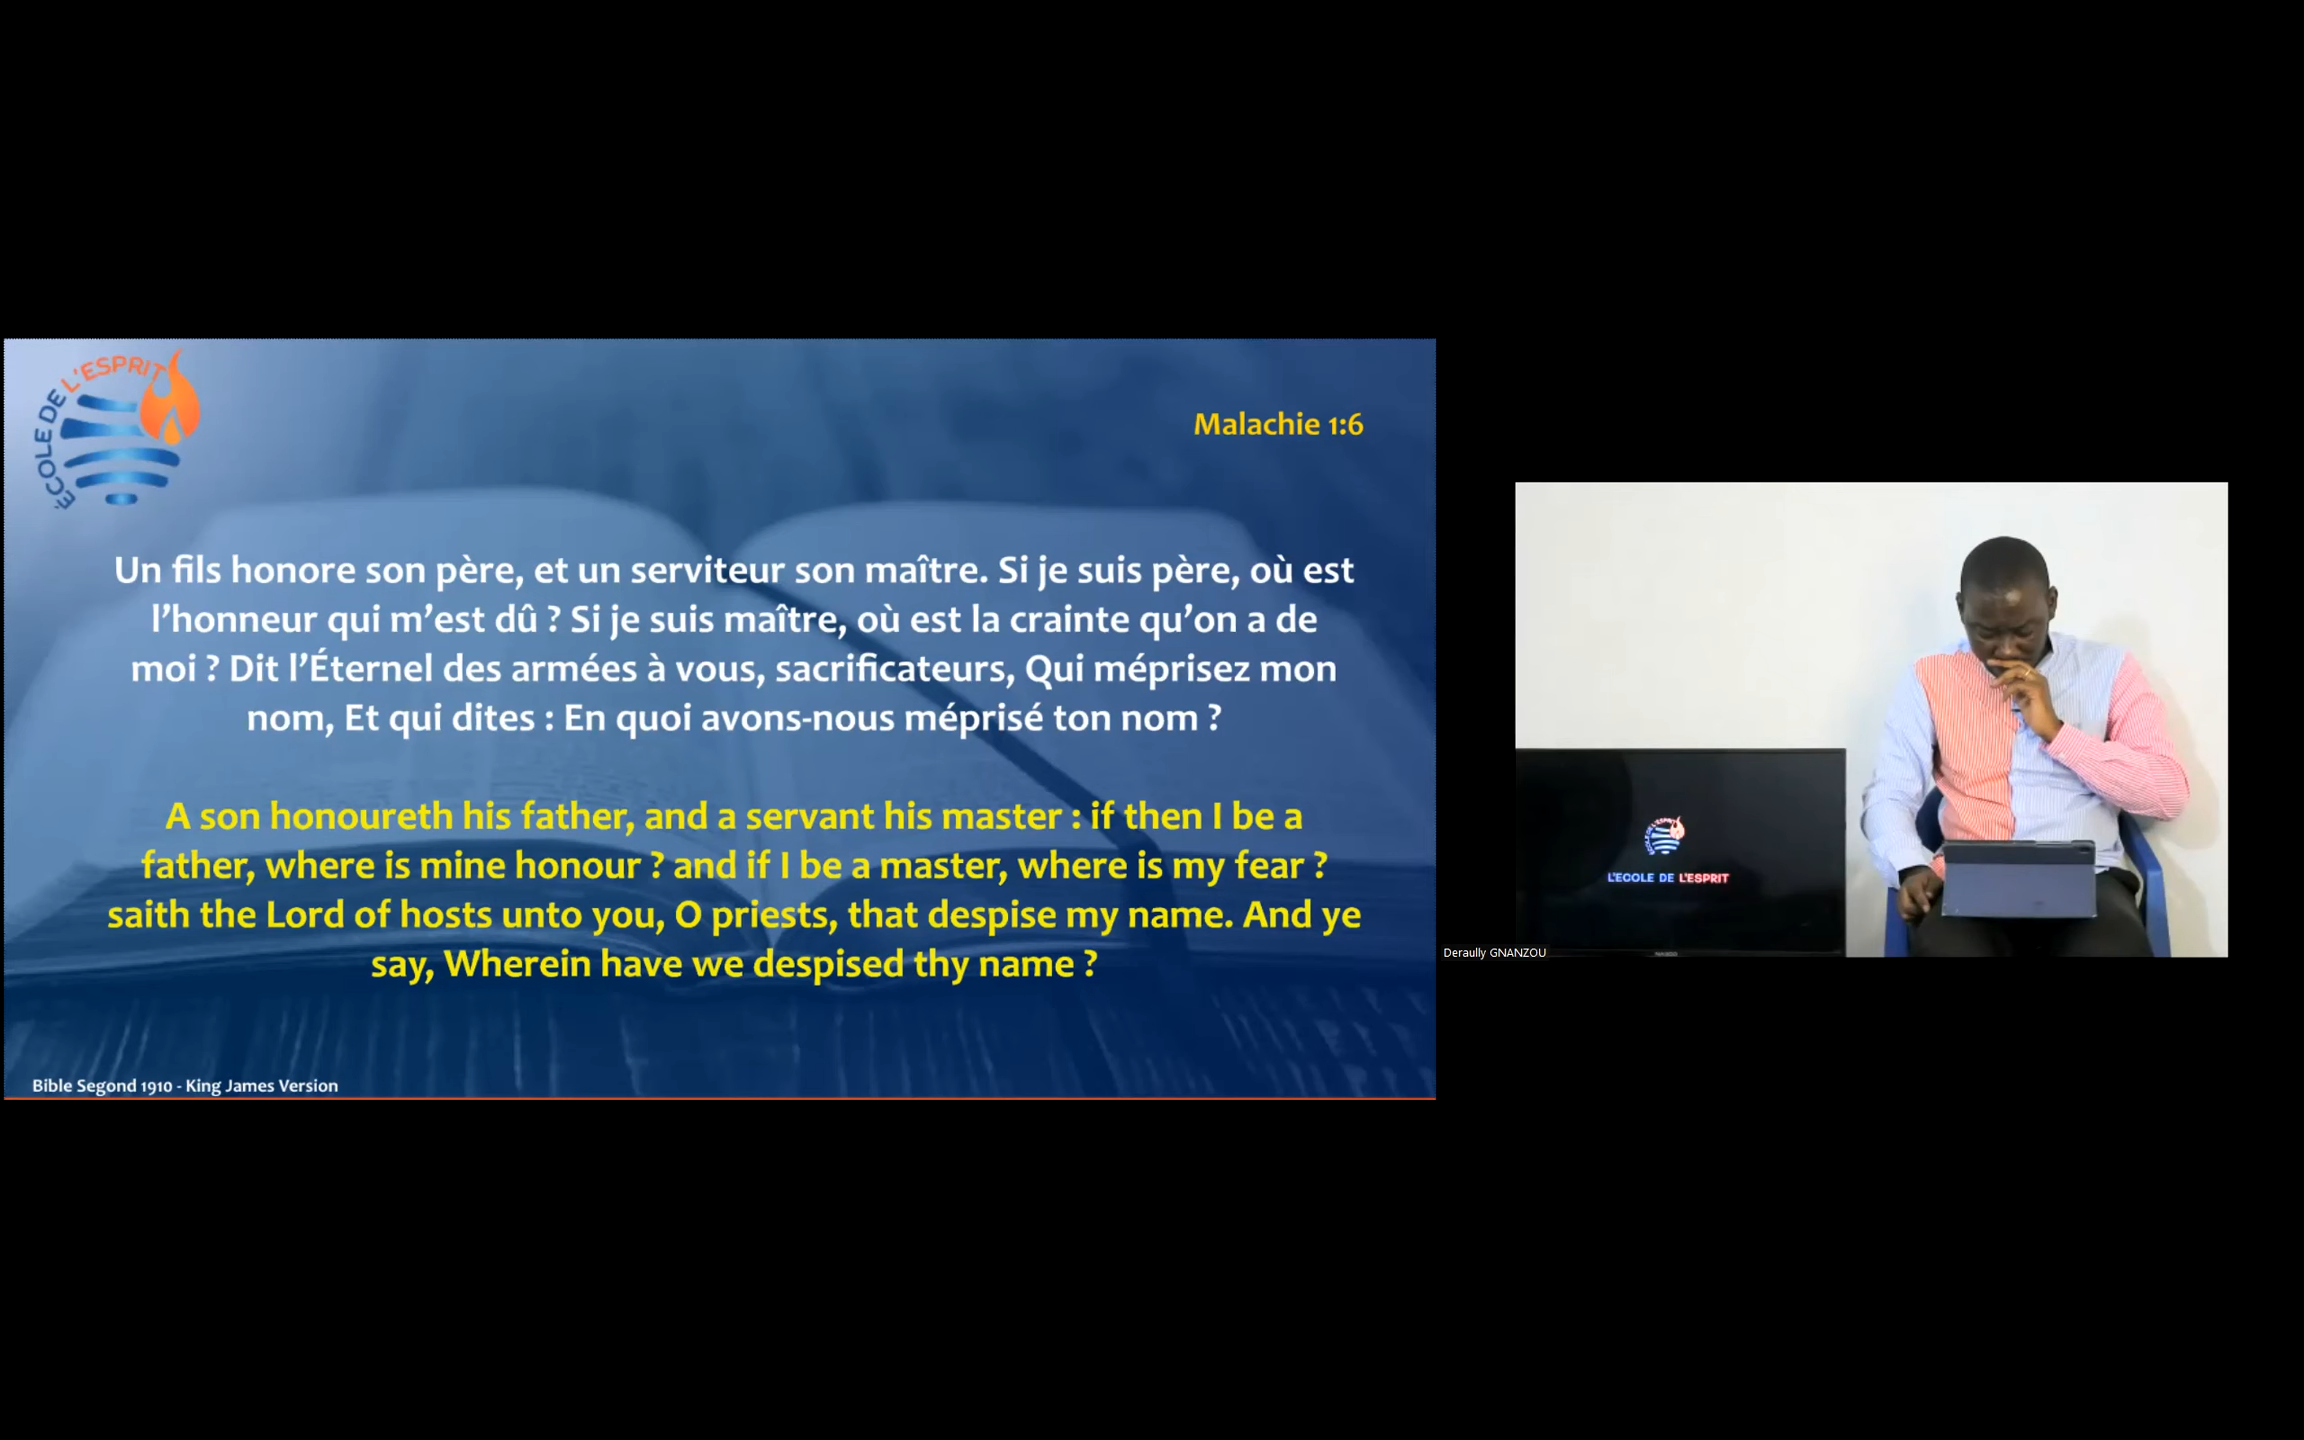 L'ÉCOLE DE L'ESPRIT
Malachie 1:6
Un fils honore son père, et un serviteur son maître. Si je suis père, où est
l’honneur qui m’est dû ? Si je suis maître, où est la crainte qu’on a de
moi ? Dit l’Éternel des armées à vous, sacrificateurs, Qui méprisez mon
nom, Et qui dites : En quoi avons-nous méprisé ton nom ?
A son honoureth his father, and a servant his master : if then I be a
father, where is mine honour ? and if I be a master, where is my fear ?
saith the Lord of hosts unto you, O priests, that despise my name. And ye
say, Wherein have we despised thy name ?
Bible Segond 1910 - King James Version
L'ECOLE DE L'ESPRIT
L'ECOLE DE L'ESPRIT
Deraully GNANZOU